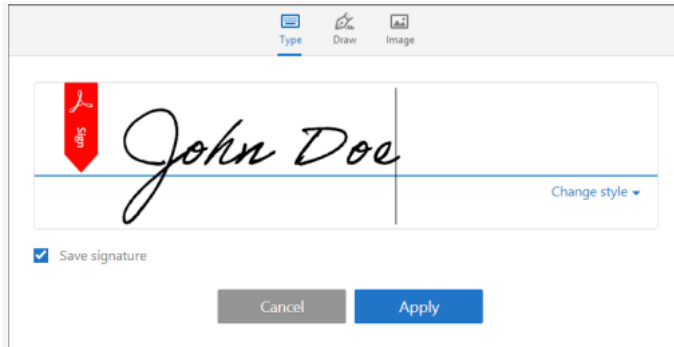 Type Draw Image
Sign
John Doe
Change style
Save signature
Cancel Apply